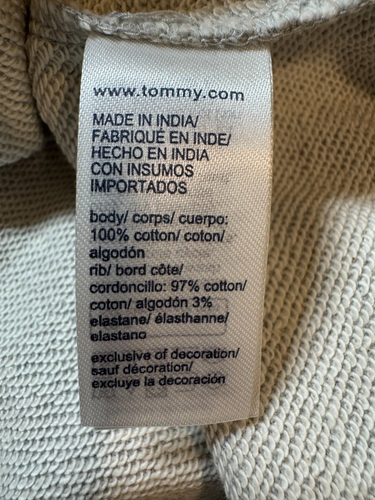 www.tommy.com
MADE IN INDIA/
FABRIQUÉ EN INDE/
HECHO EN INDIA
CON INSUMOS
IMPORTADOS
body/ corps/ cuerpo:
100% cotton/ coton/
algodón
rib/ bord côte/
cordoncillo: 97% cotton/
coton/ algodón 3%
elastane/ élasthanne/
elastano
exclusive of decoration/
sauf décoration/
excluye la decoración